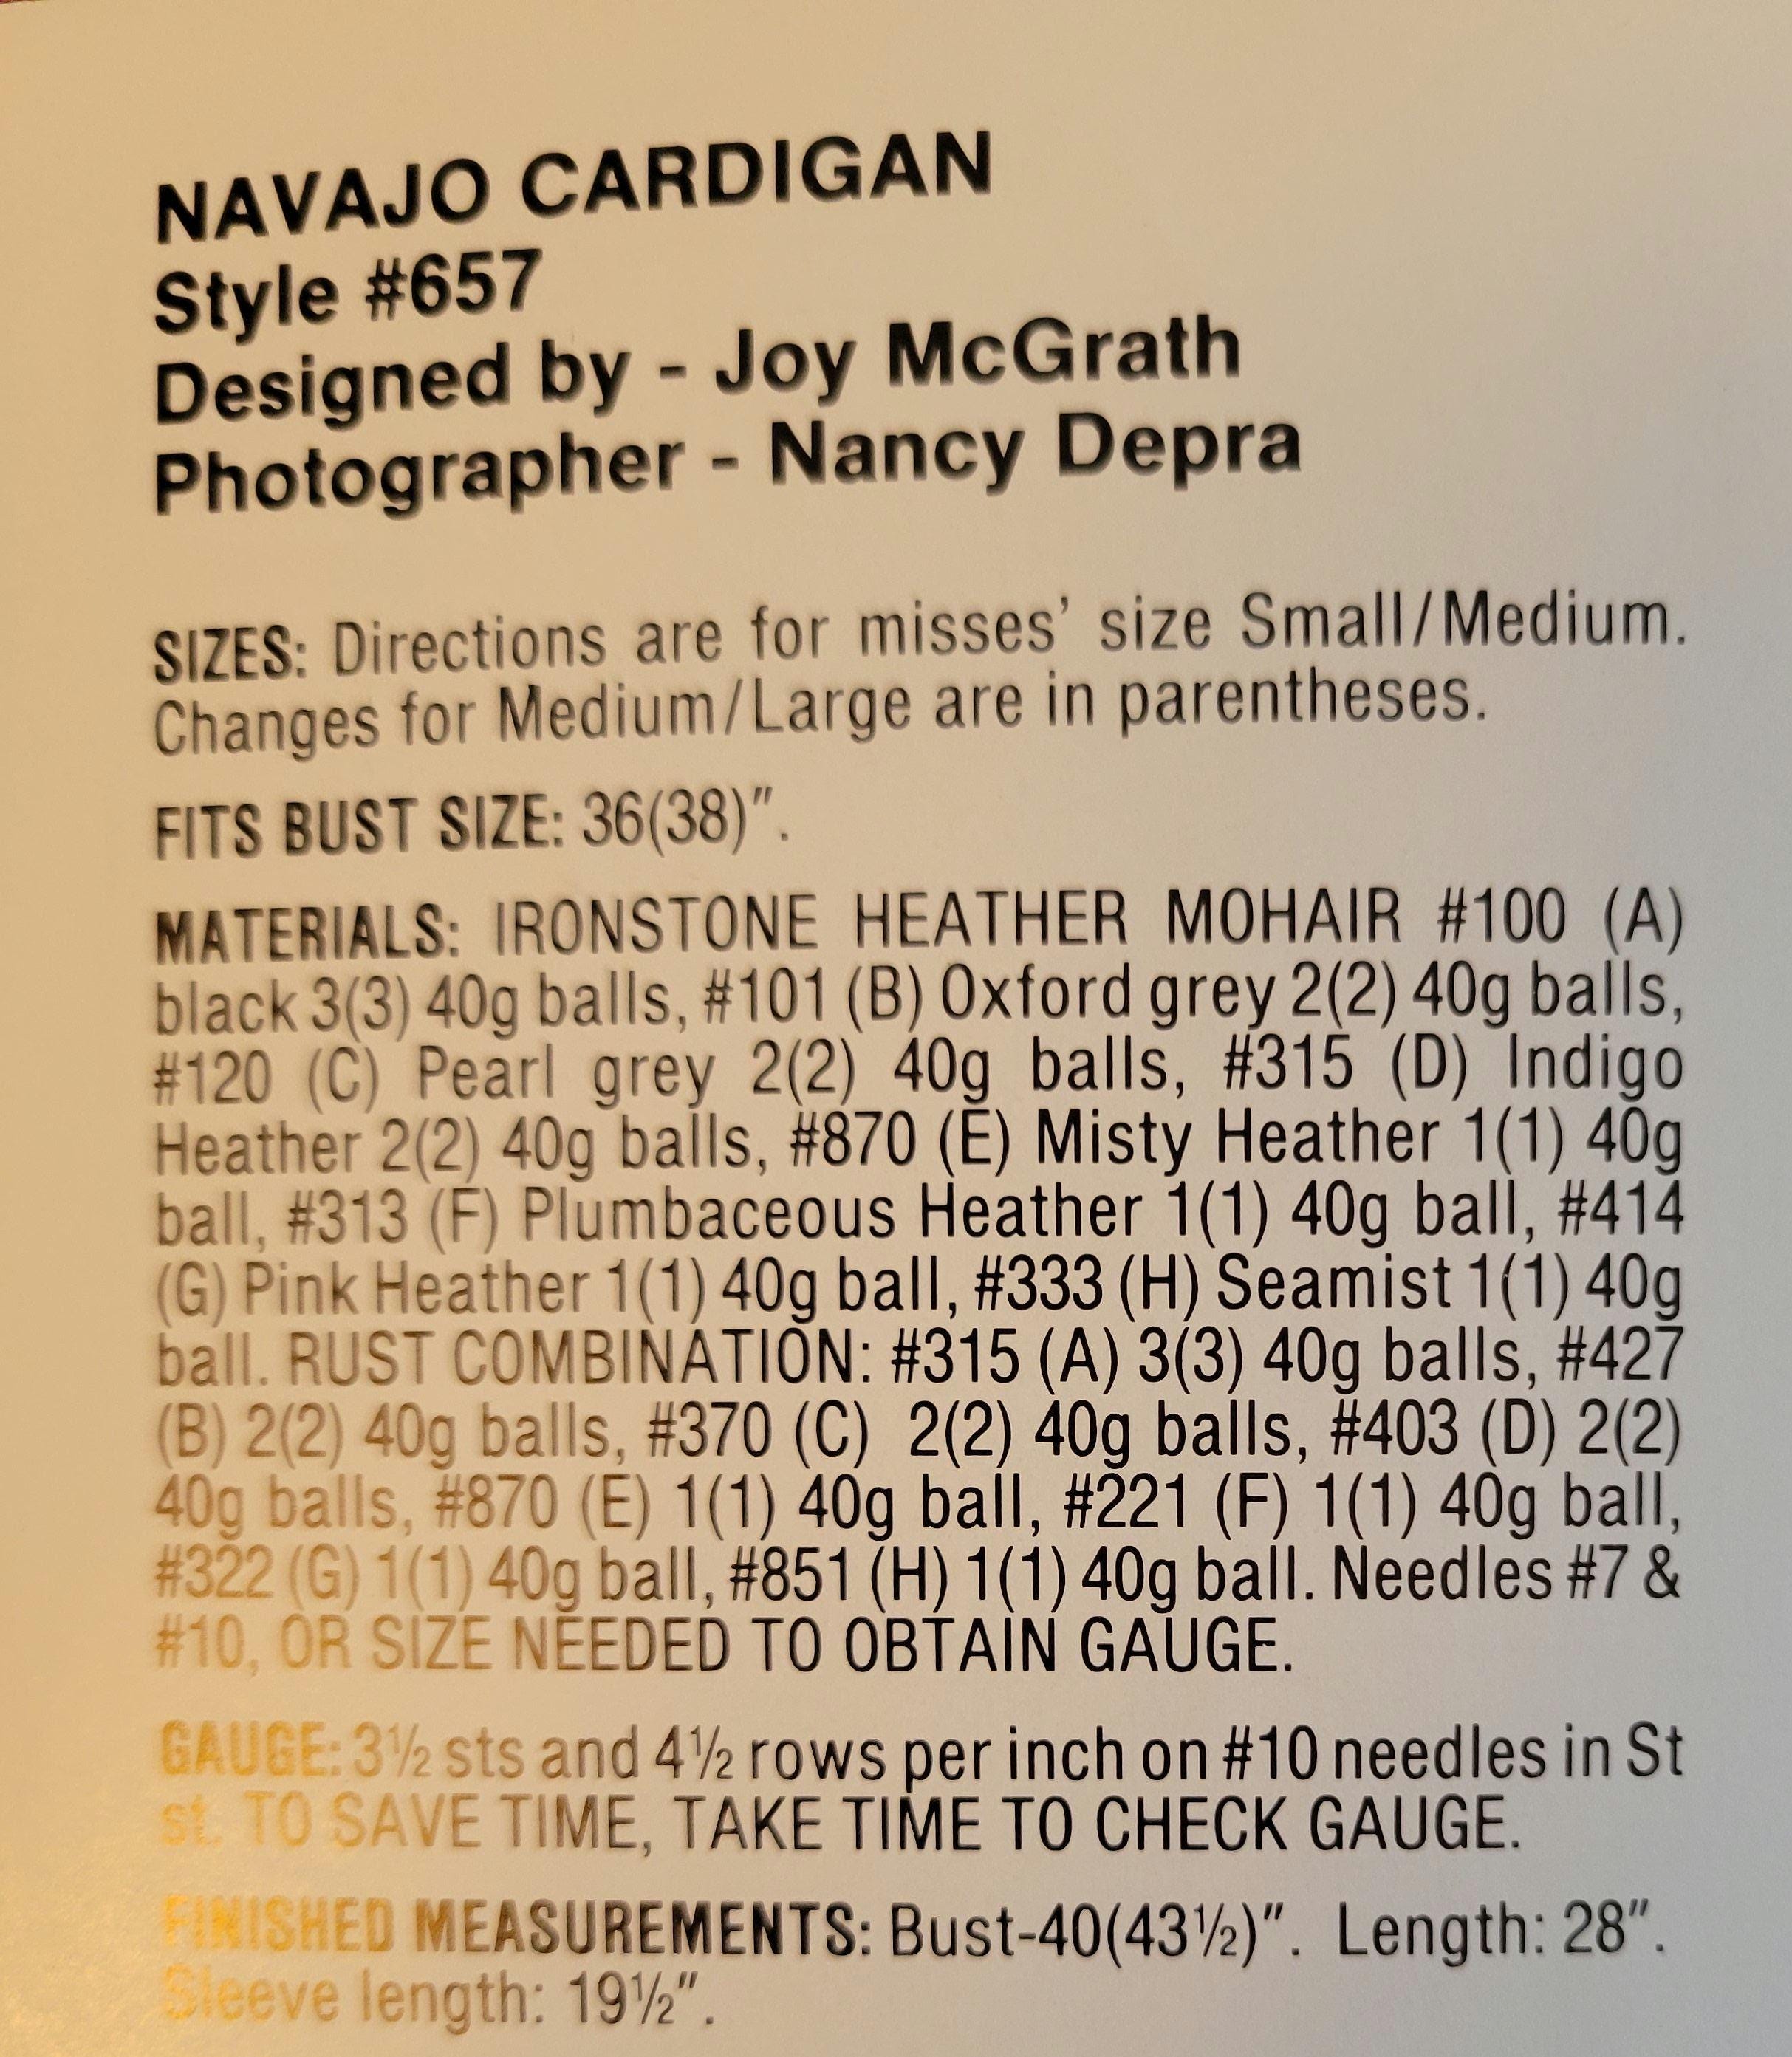 NAVAJO CARDIGAN
Style #657
Designed by - Joy McGrath
Photographer - Nancy Depra
SIZES: Directions are for misses’ size Small/Medium.
Changes for Medium/Large are in parentheses.
FITS BUST SIZE: 36(38)″.
MATERIALS: IRONSTONE HEATHER MOHAIR #100 (A)
black 3(3) 40g balls, #101 (B) Oxford grey 2(2) 40g balls,
#120 (C) Pearl grey 2(2) 40g balls, #315 (D) Indigo
Heather 2(2) 40g balls, #870 (E) Misty Heather 1(1) 40g
ball, #313 (F) Plumbaceous Heather 1(1) 40g ball, #414
(G) Pink Heather 1(1) 40g ball, #333 (H) Seamist 1(1) 40g
ball. RUST COMBINATION: #315 (A) 3(3) 40g balls, #427
(B) 2(2) 40g balls, #370 (C) 2(2) 40g balls, #403 (D) 2(2)
40g balls, #870 (E) 1(1) 40g ball, #221 (F) 1(1) 40g ball,
#322 (G) 1(1) 40g ball, #851 (H) 1(1) 40g ball. Needles #7 &
#10, OR SIZE NEEDED TO OBTAIN GAUGE.
GAUGE: 3½ sts and 4½ rows per inch on #10 needles in St
st. TO SAVE TIME, TAKE TIME TO CHECK GAUGE.
FINISHED MEASUREMENTS: Bust-40(43½)″. Length: 28″.
Sleeve length: 19½″.